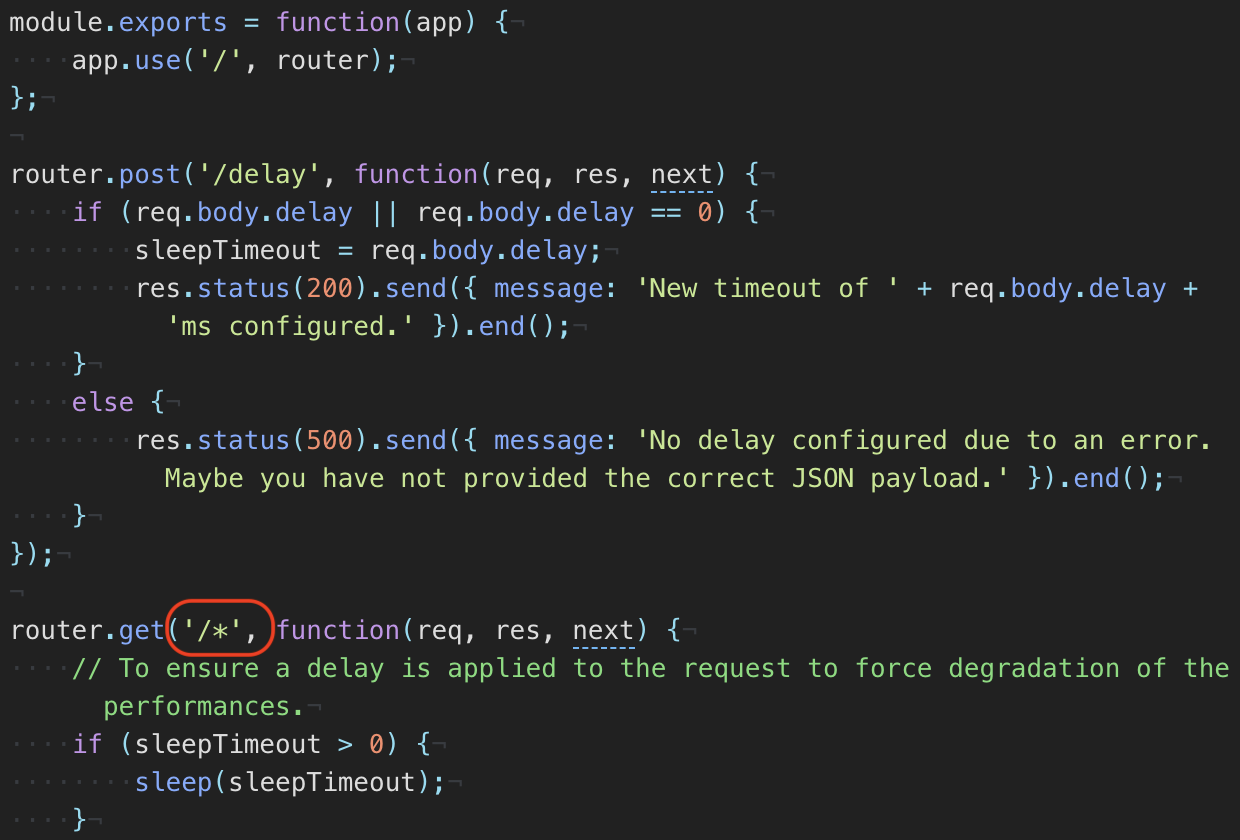 module.exports = function(app) {¬
····app.use('/', router);¬
};¬
¬
router.post('/delay', function(req, res, next) {¬
····if (req.body.delay || req.body.delay == 0) {¬
········sleepTimeout = req.body.delay;¬
········res.status(200).send({ message: 'New timeout of ' + req.body.delay +
'ms configured.' }).end();¬
····}¬
····else {¬
········res.status(500).send({ message: 'No delay configured due to an error.
Maybe you have not provided the correct JSON payload.' }).end();¬
····}¬
});¬
¬
router.get('/*', function(req, res, next) {¬
····// To ensure a delay is applied to the request to force degradation of the
performances.¬
····if (sleepTimeout > 0) {¬
········sleep(sleepTimeout);¬
····}¬